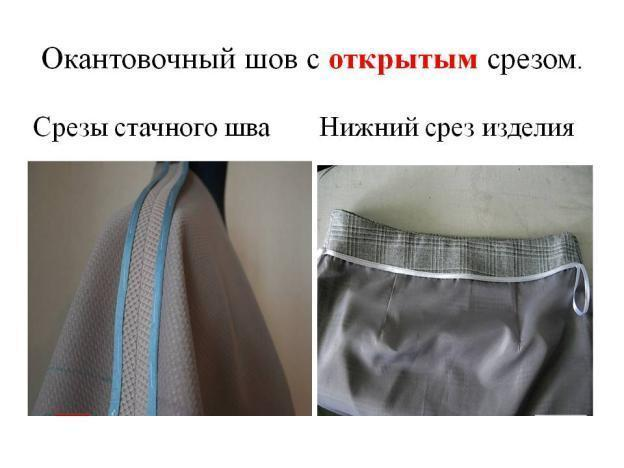 Окантовочный шов с открытым срезом.
Срезы стачного шва
Нижний срез изделия